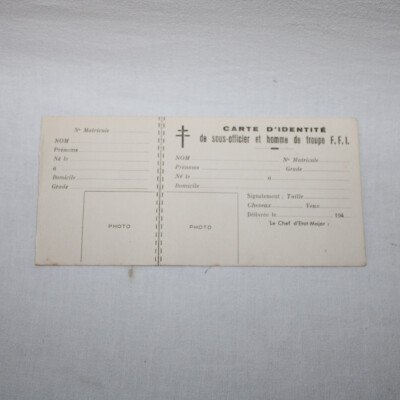 N° Matricule
NOM
Prénoms
Né le
à
Domicile
Grade
PHOTO
CARTE D'IDENTITÉ
de sous-officier et homme de troupe F.F.I.
NOM N° Matricule
Prénoms Grade
Né le à
Domicile
PHOTO
Signalement : Taille
Cheveux Yeux
Délivrée le 194
Le Chef d'Etat-Major :